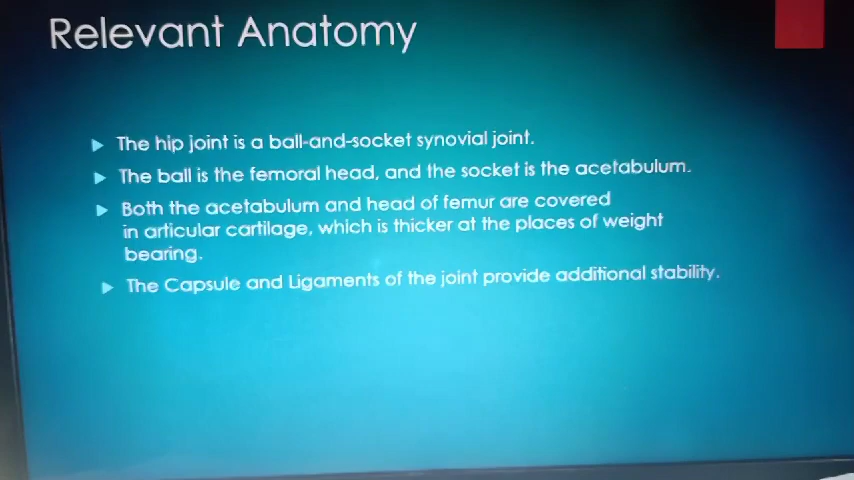 Relevant Anatomy
The hip joint is a ball-and-socket synovial joint.
The ball is the femoral head, and the socket is the acetabulum.
Both the acetabulum and head of femur are covered
in articular cartilage, which is thicker at the places of weight
bearing.
The Capsule and Ligaments of the joint provide additional stability.